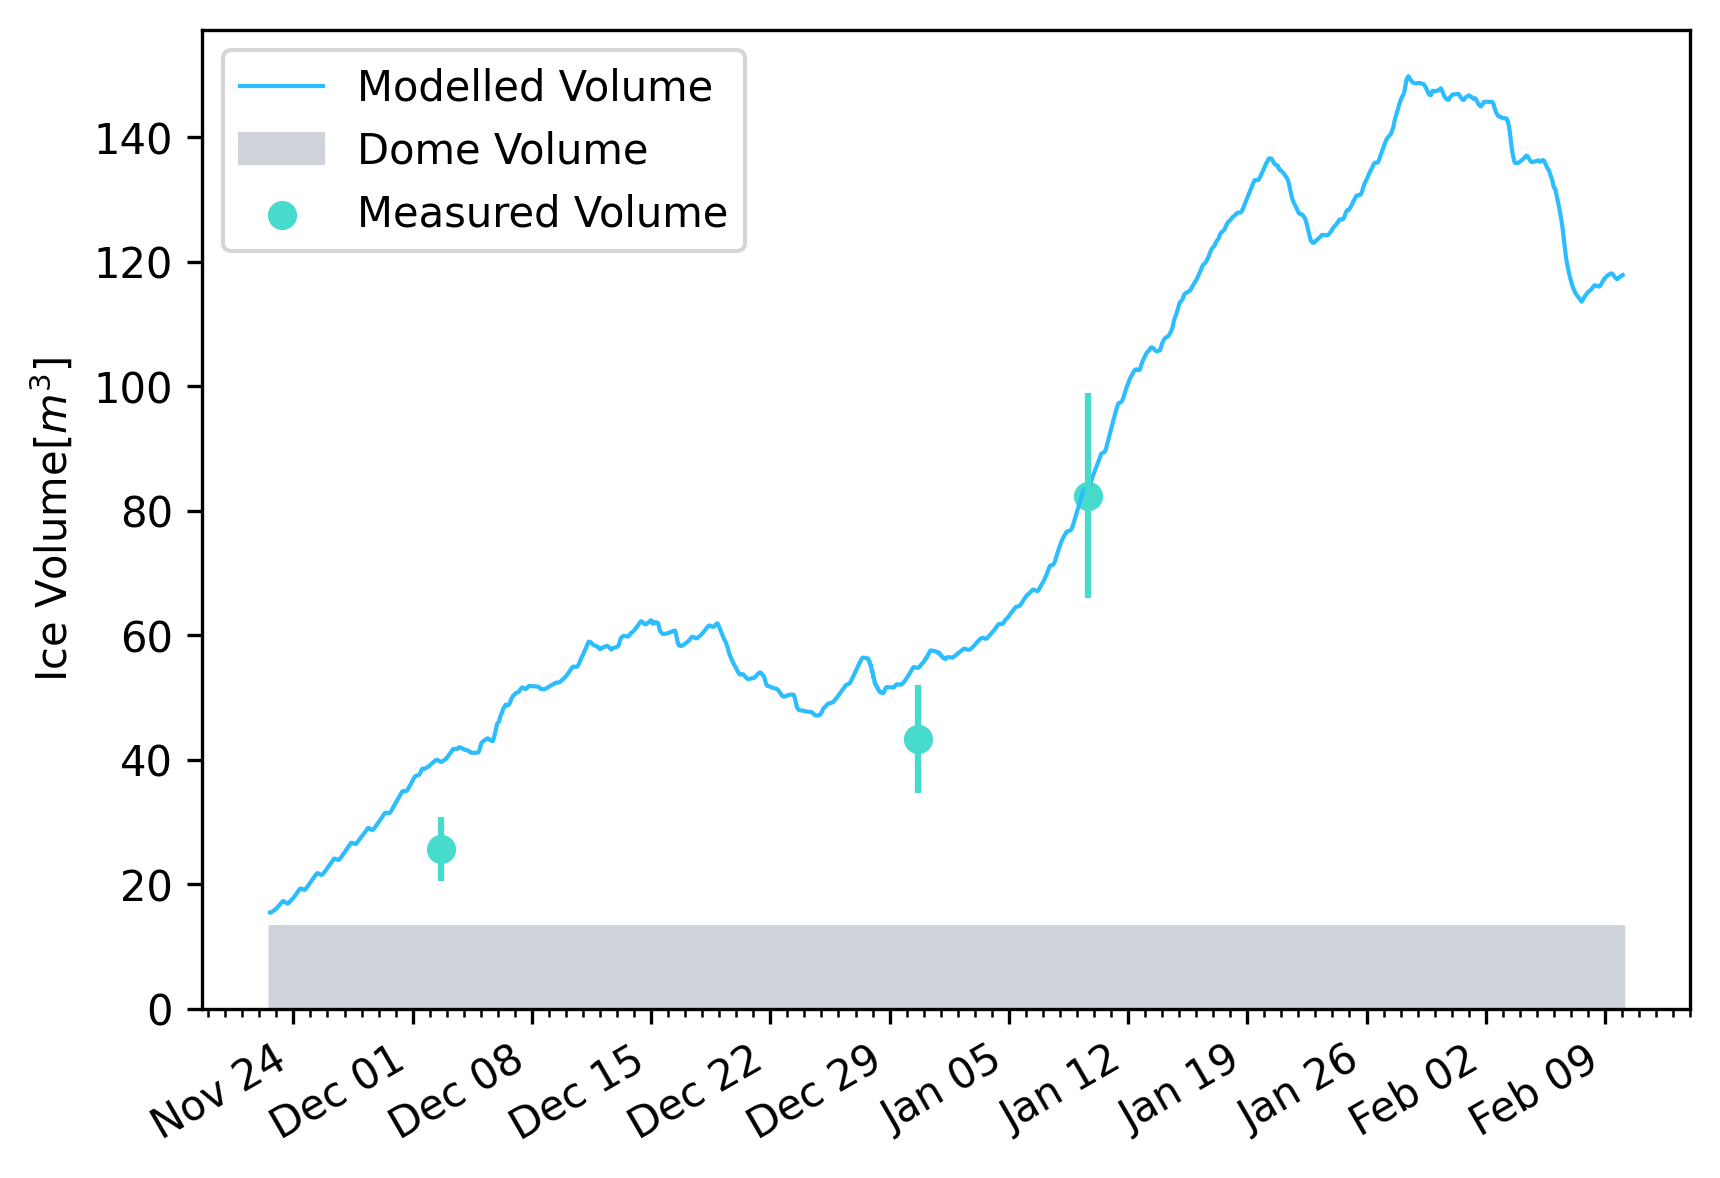 Modelled Volume
Dome Volume
Measured Volume
Ice Volume[$m^3$]
140
120
100
80
60
40
20
0
Nov 24
Dec 01
Dec 08
Dec 15
Dec 22
Dec 29
Jan 05
Jan 12
Jan 19
Jan 26
Feb 02
Feb 09